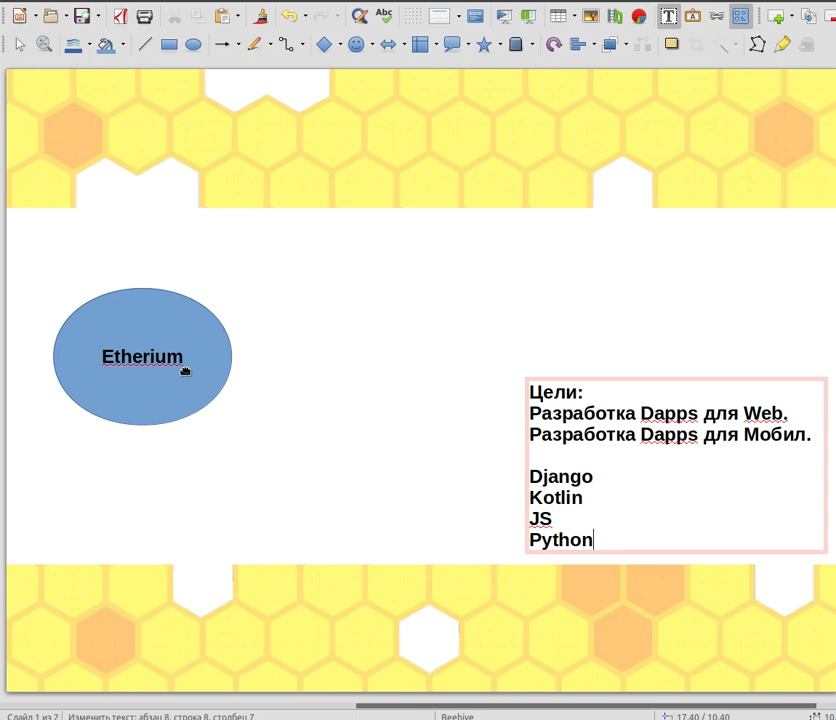 Abc
Etherium
Цели:
Разработка Dapps для Web.
Разработка Dapps для Мобил.
Django
Kotlin
JS
Python
Слайд 1 из 2
Изменить текст: абзац 8, строка 8, столбец 7
Beehive
17.40 / 10.40